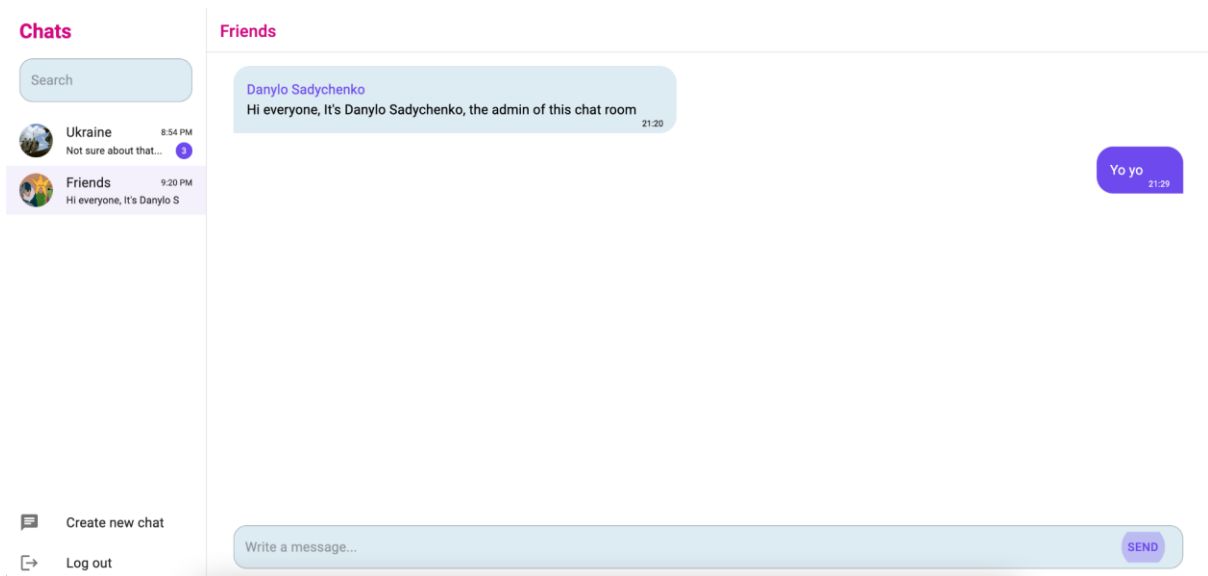 Chats
Search
Ukraine 8:54 PM
Not sure about that... 3
Friends 9:20 PM
Hi everyone, It's Danylo S
Create new chat
Log out
Friends
Danylo Sadychenko
Hi everyone, It's Danylo Sadychenko, the admin of this chat room
21:20
Yo yo
21:29
Write a message... SEND